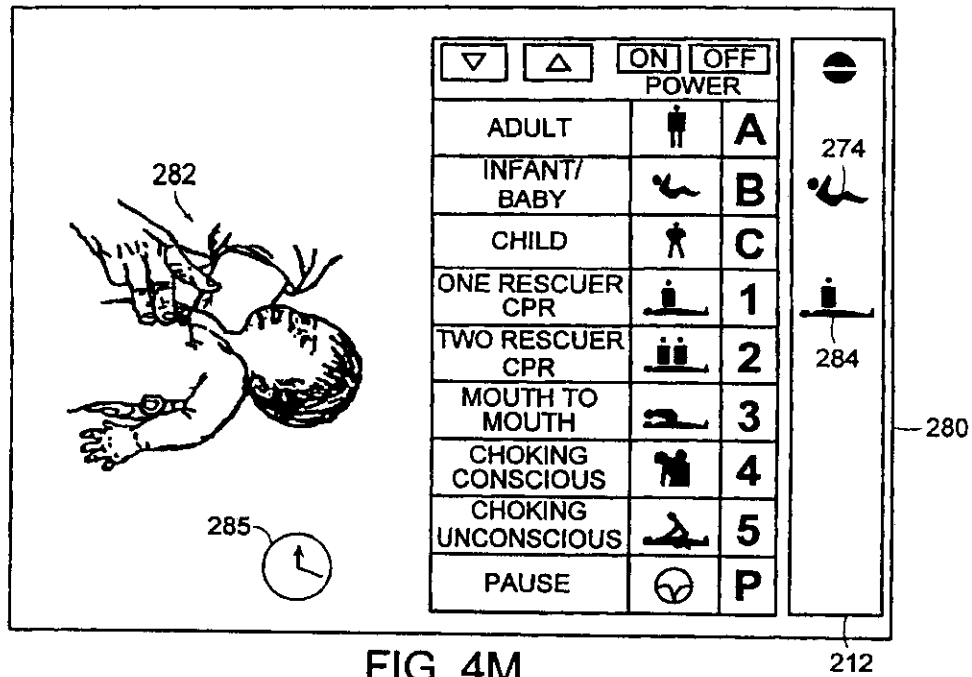 ON OFF
POWER
ADULT A
INFANT/
BABY B
CHILD C
ONE RESCUER
CPR 1
TWO RESCUER
CPR 2
MOUTH TO
MOUTH 3
CHOKING
CONSCIOUS 4
CHOKING
UNCONSCIOUS 5
PAUSE P
282
285
274
284
280
212
FIG. 4M